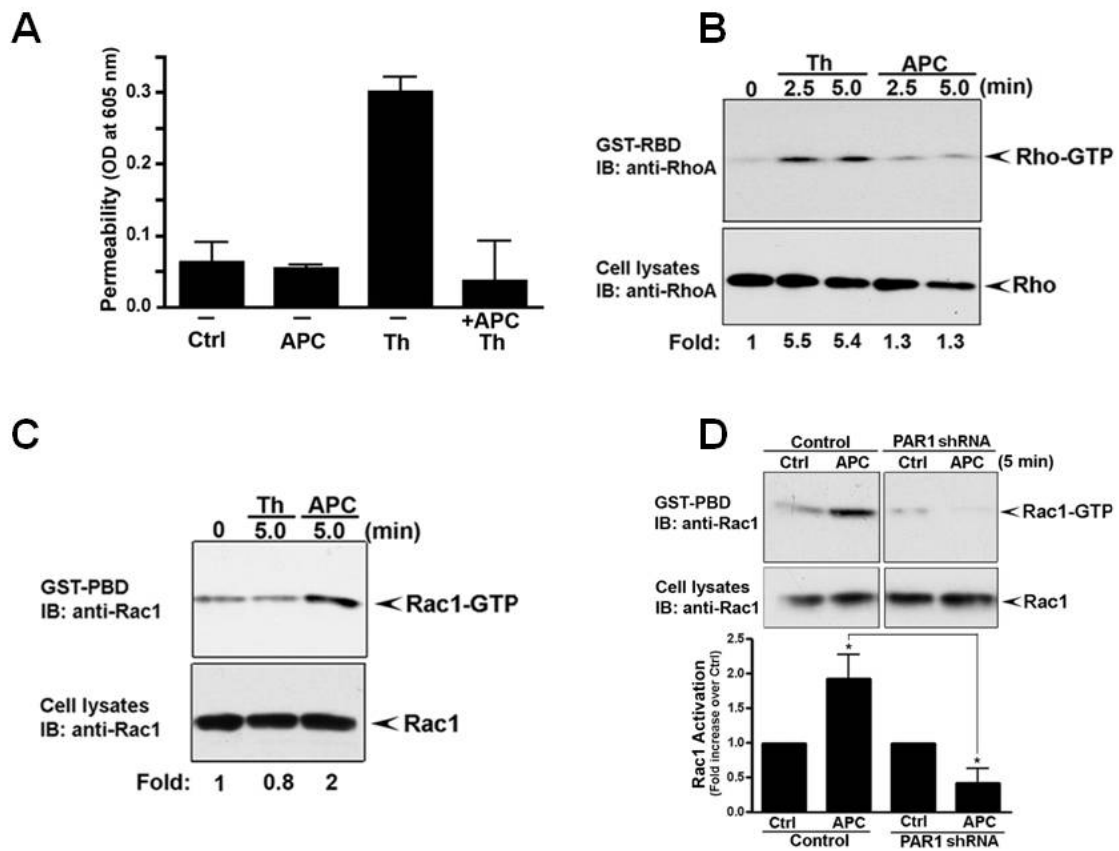 A
Permeability (OD at 605 nm)
0.3
0.2
0.1
0.0
– – – +APC
Ctrl APC Th Th
B
Th APC
0 2.5 5.0 2.5 5.0 (min)
GST-RBD
IB: anti-RhoA
Rho-GTP
Cell lysates
IB: anti-RhoA
Rho
Fold: 1 5.5 5.4 1.3 1.3
C
Th APC
0 5.0 5.0 (min)
GST-PBD
IB: anti-Rac1
Rac1-GTP
Cell lysates
IB: anti-Rac1
Rac1
Fold: 1 0.8 2
D
Control PAR1 shRNA
Ctrl APC Ctrl APC (5 min)
GST-PBD
IB: anti-Rac1
Rac1-GTP
Cell lysates
IB: anti-Rac1
Rac1
Rac1 Activation
(Fold increase over Ctrl)
2.5
2.0
1.5
1.0
0.5
0.0
* *
Ctrl APC Ctrl APC
Control PAR1 shRNA